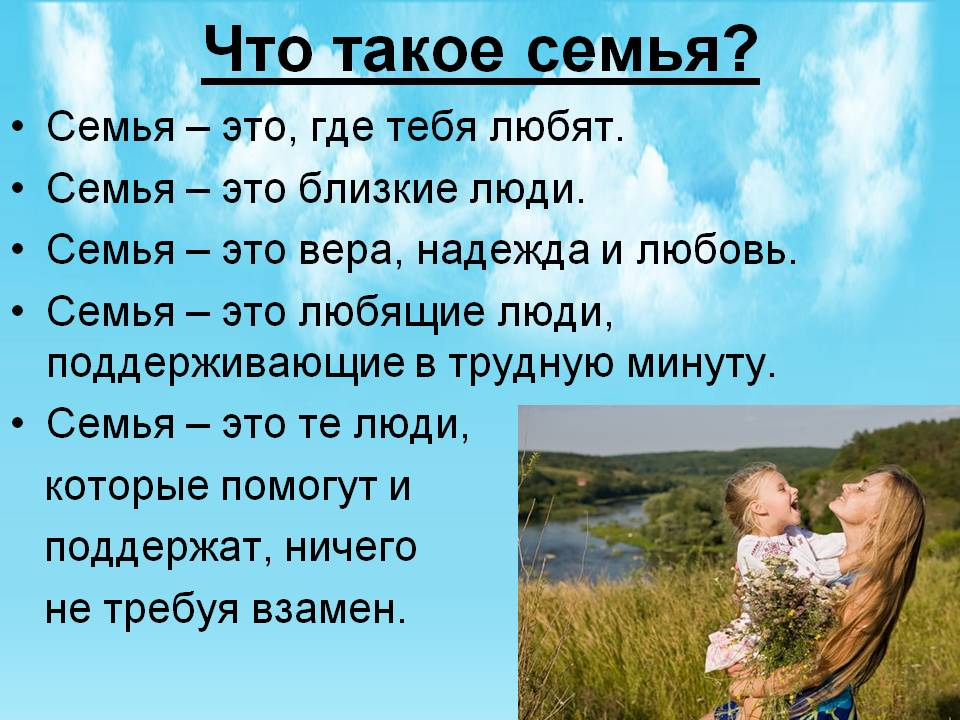 Что такое семья?
• Семья – это, где тебя любят.
• Семья – это близкие люди.
• Семья – это вера, надежда и любовь.
• Семья – это любящие люди,
поддерживающие в трудную минуту.
• Семья – это те люди,
которые помогут и
поддержат, ничего
не требуя взамен.